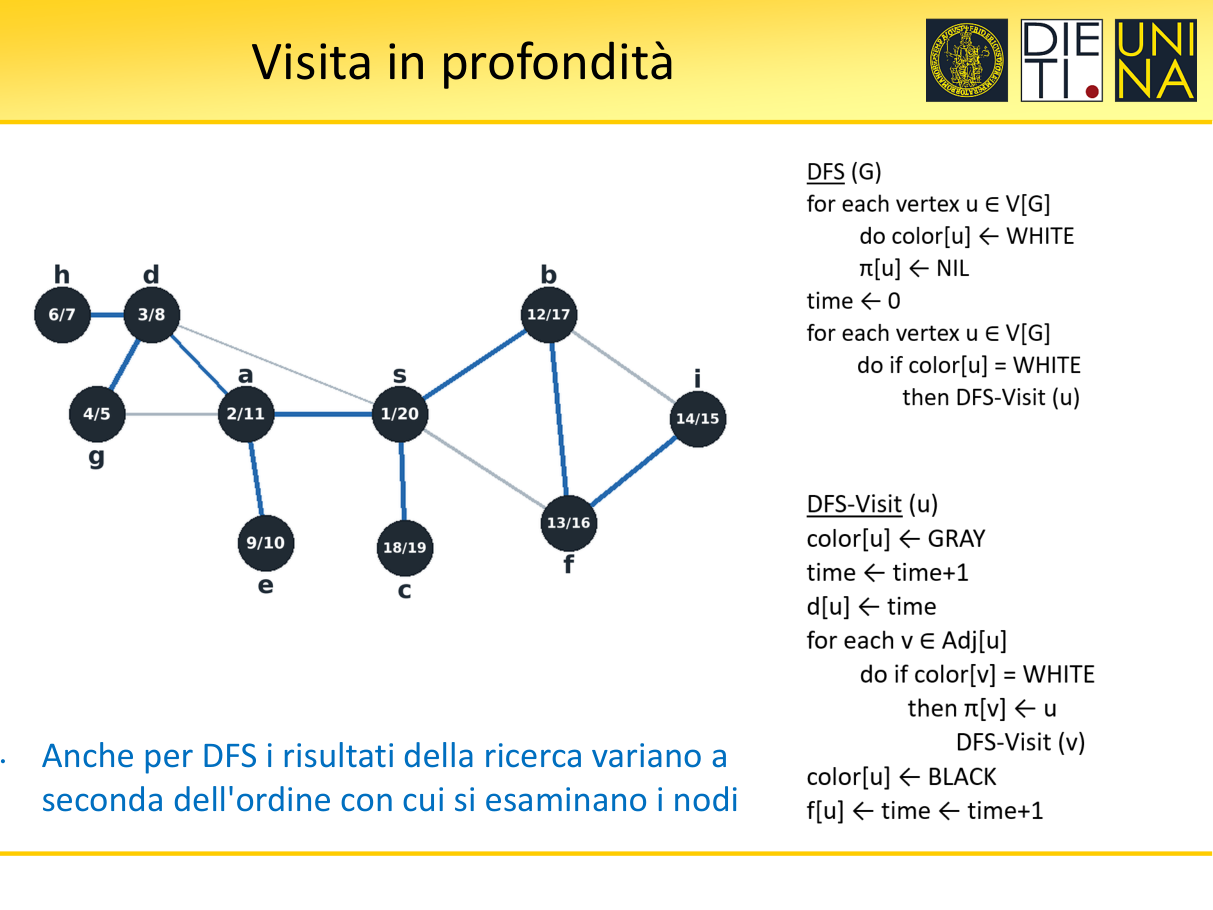 Visita in profondità
DIE
TI.
UNI
NA
DFS (G)
for each vertex u ∈ V[G]
do color[u] ← WHITE
π[u] ← NIL
time ← 0
for each vertex u ∈ V[G]
do if color[u] = WHITE
then DFS-Visit (u)
h
d
b
6/7
3/8
12/17
a
s
i
4/5
2/11
1/20
14/15
g
9/10
18/19
13/16
e
c
f
DFS-Visit (u)
color[u] ← GRAY
time ← time+1
d[u] ← time
for each v ∈ Adj[u]
do if color[v] = WHITE
then π[v] ← u
DFS-Visit (v)
color[u] ← BLACK
f[u] ← time ← time+1
• Anche per DFS i risultati della ricerca variano a
seconda dell'ordine con cui si esaminano i nodi